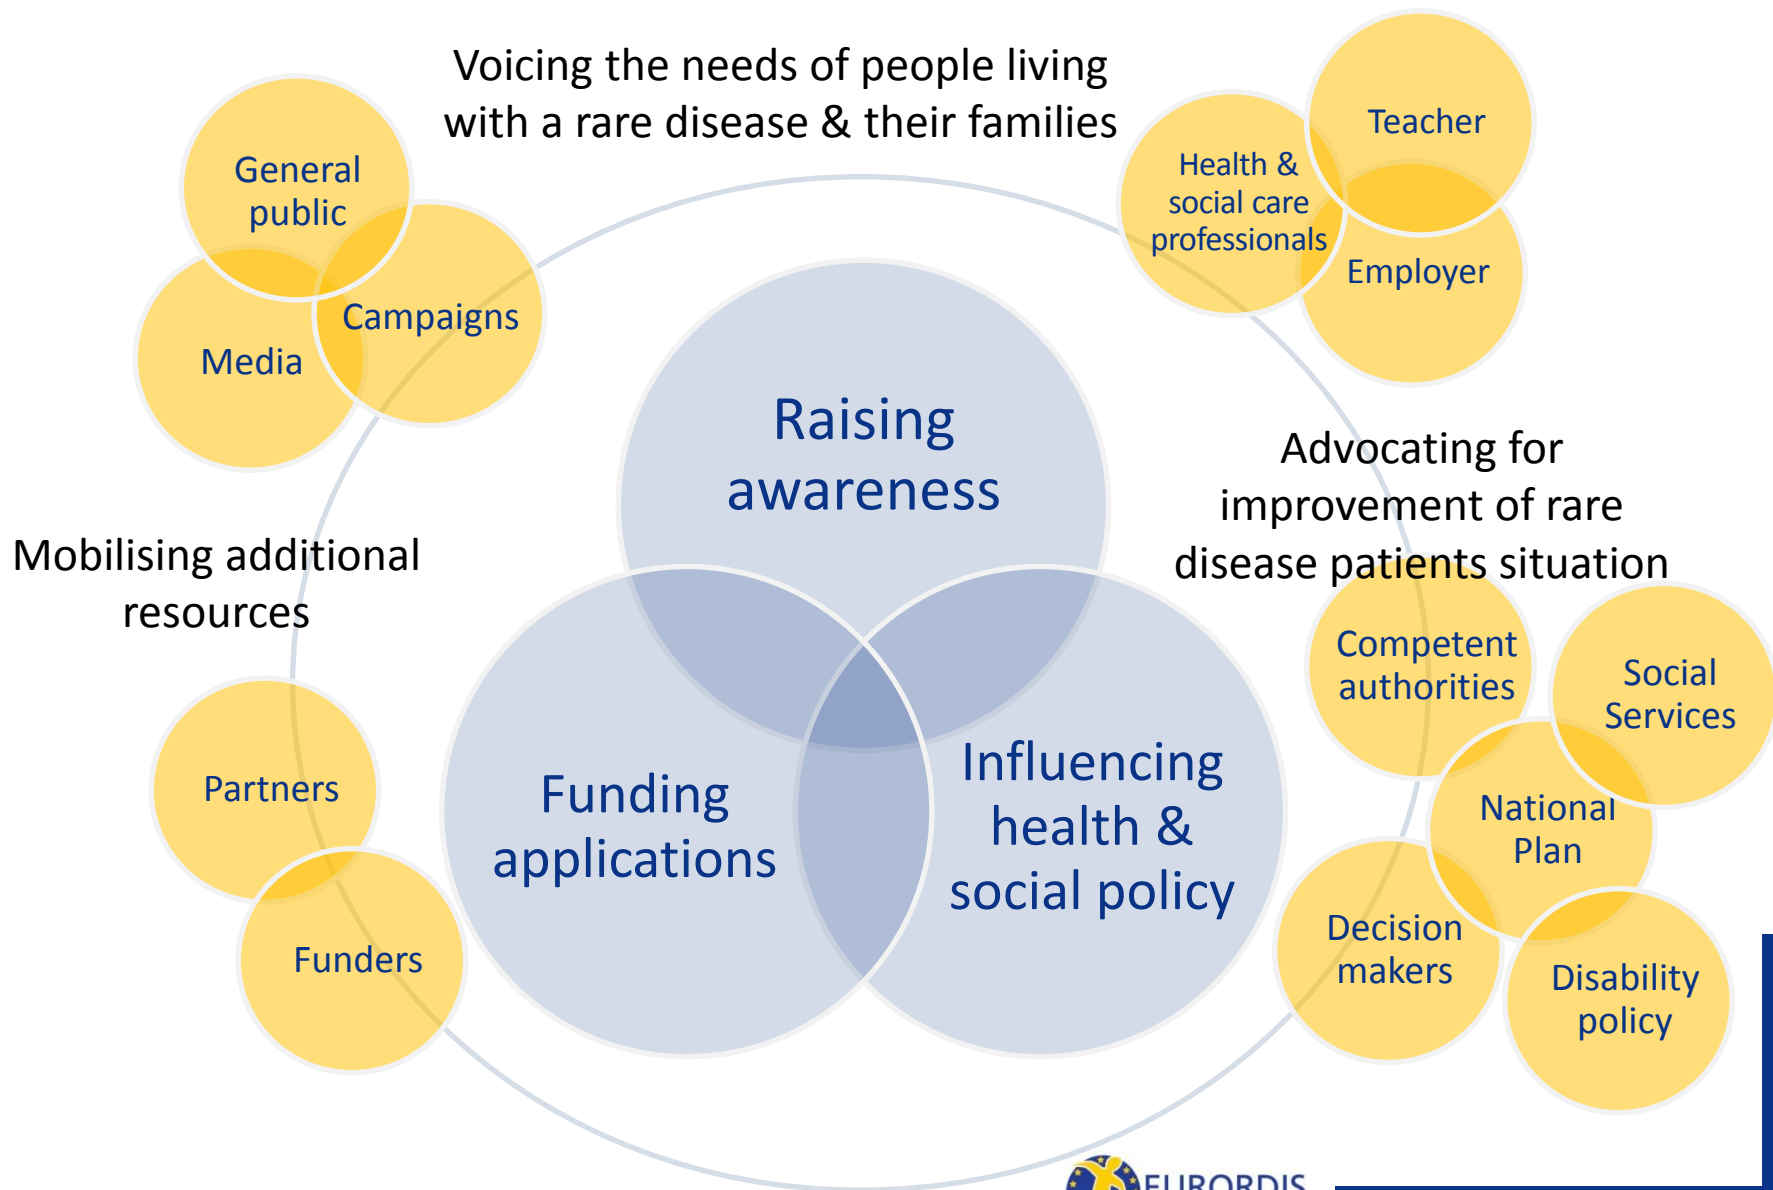 Voicing the needs of people living
with a rare disease & their families
General
public
Campaigns
Media
Teacher
Health &
social care
professionals
Employer
Raising
awareness
Advocating for
improvement of rare
disease patients situation
Mobilising additional
resources
Competent
authorities
Social
Services
National
Plan
Decision
makers
Disability
policy
Partners
Funders
Funding
applications
Influencing
health &
social policy
EURORDIS